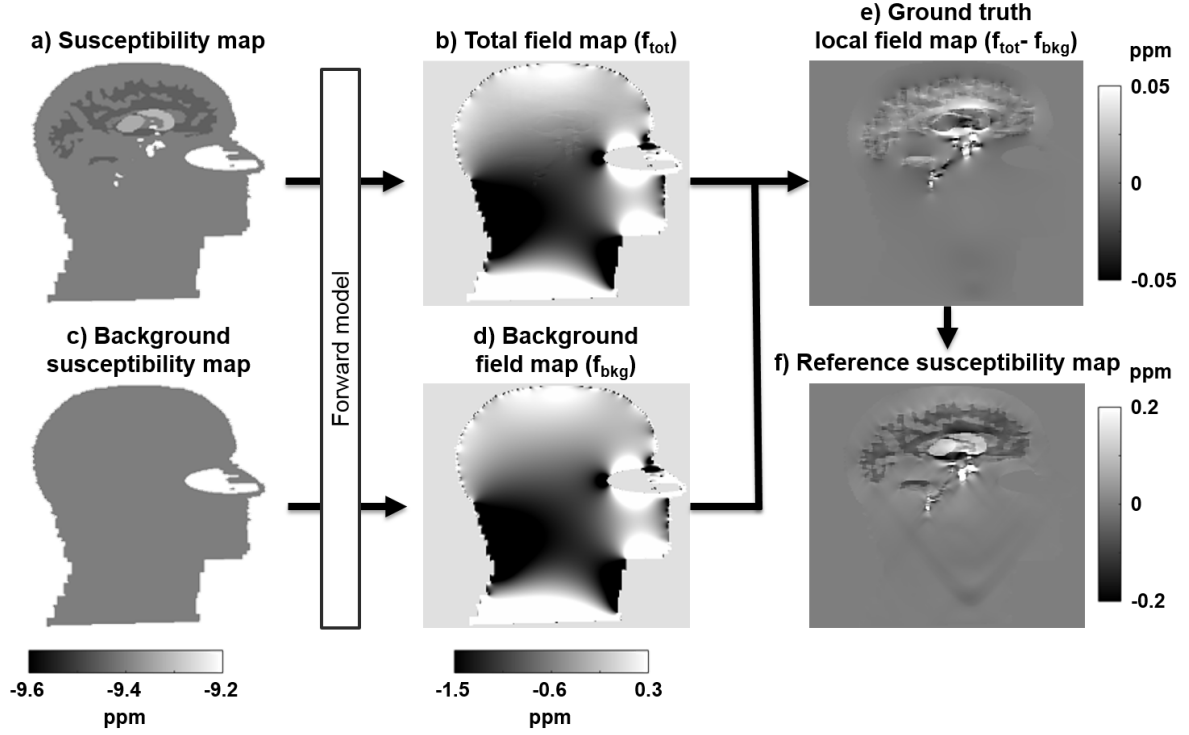 a) Susceptibility map
b) Total field map (ftot)
e) Ground truth
local field map (ftot- fbkg)
ppm
0.05
0
-0.05
Forward model
c) Background
susceptibility map
d) Background
field map (fbkg)
f) Reference susceptibility map
ppm
0.2
0
-0.2
-9.6
-9.4
-9.2
ppm
-1.5
-0.6
0.3
ppm